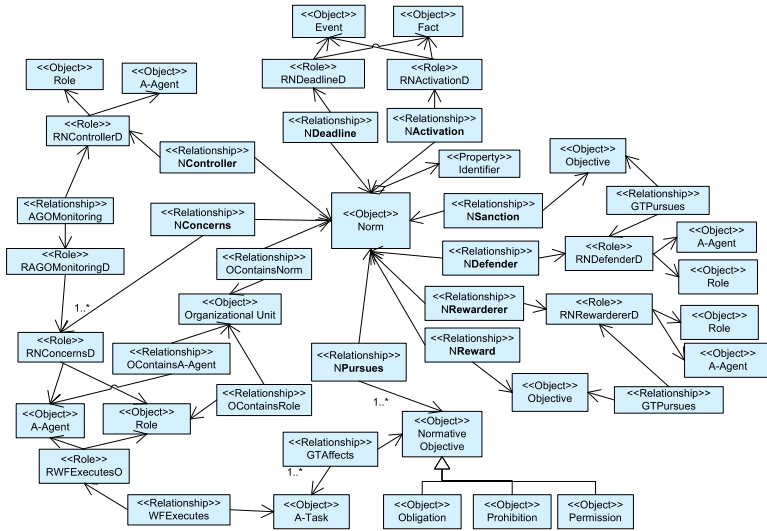 <<Object>>
Event
<<Object>>
Fact
<<Object>>
Role
<<Object>>
A-Agent
<<Role>>
RNDeadlineD
<<Role>>
RNActivationD
<<Role>>
RNControllerD
<<Relationship>>
NDeadline
<<Relationship>>
NActivation
<<Relationship>>
NController
<<Property>>
Identifier
<<Object>>
Objective
<<Relationship>>
AGOMonitoring
<<Relationship>>
NConcerns
<<Object>>
Norm
<<Relationship>>
NSanction
<<Relationship>>
GTPursues
<<Role>>
RAGOMonitoringD
<<Relationship>>
OContainsNorm
<<Relationship>>
NDefender
<<Role>>
RNDefenderD
<<Object>>
A-Agent
<<Object>>
Role
1..*
<<Object>>
Organizational Unit
<<Relationship>>
NRewarderer
<<Role>>
RNRewardererD
<<Object>>
Role
<<Role>>
RNConcernsD
<<Relationship>>
OContainsA-Agent
<<Relationship>>
NPursues
<<Relationship>>
NReward
<<Object>>
A-Agent
<<Relationship>>
OContainsRole
<<Object>>
Objective
<<Relationship>>
GTPursues
1..*
<<Object>>
A-Agent
<<Object>>
Role
<<Object>>
Normative
Objective
<<Relationship>>
GTAffects
1..*
<<Role>>
RWFExecutesO
<<Relationship>>
WFExecutes
<<Object>>
A-Task
<<Object>>
Obligation
<<Object>>
Prohibition
<<Object>>
Permission